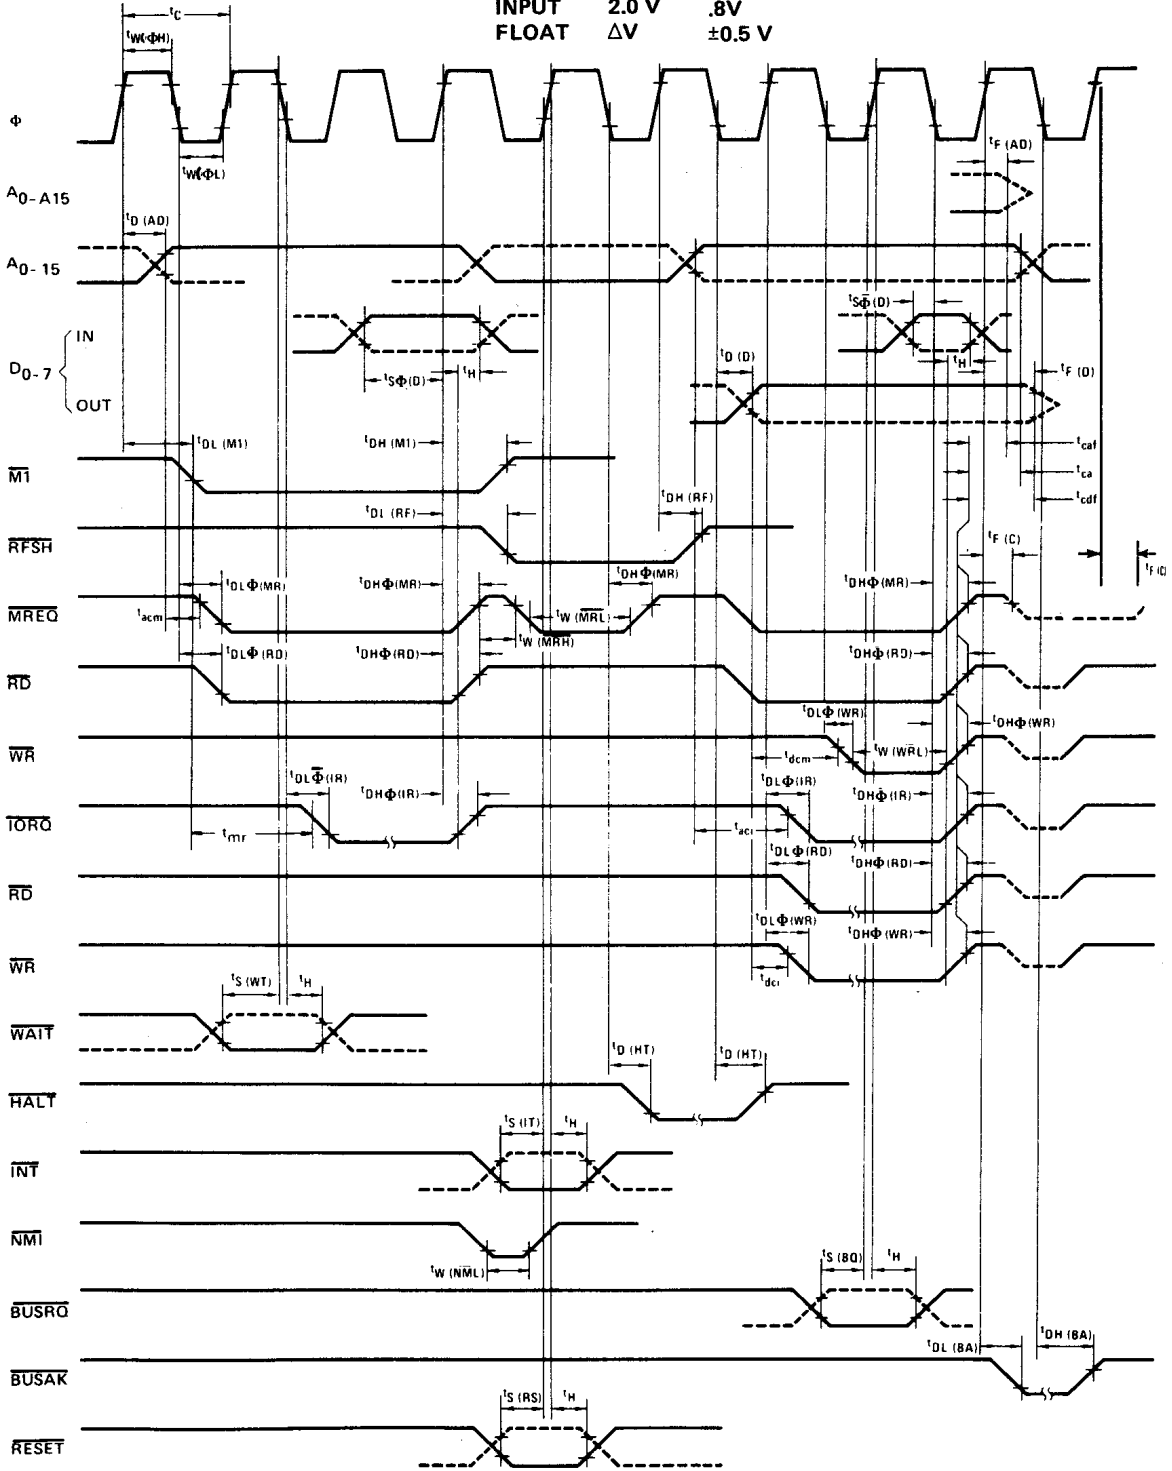 INPUT 2.0 V .8V
FLOAT ΔV ±0.5 V
tC
tW(ΦH)
Φ
tW(ΦL)
tF (AD)
A0-A15
tD (AD)
A0-15
tSΦ̄(D)
IN
D0-7
tSΦ(D)
tH
tD (D)
tH
tF (D)
OUT
tDL (M1)
tDH (M1)
tcaf
M1
tca
tDH (RF)
tcdf
tDL (RF)
RFSH
tF (C)
tF (C
tDLΦ(MR)
tDHΦ(MR)
tDHΦ(MR)
tDHΦ(MR)
MREQ
tacm
tW (MRL)
tW (MRH)
tDLΦ(RD)
tDHΦ(RD)
tDHΦ(RD)
RD
tDLΦ(WR)
tDHΦ(WR)
WR
tdcm
tW (WRL)
tDLΦ̄(IR)
tDHΦ(IR)
tDLΦ(IR)
tDHΦ(IR)
IORQ
tmr
taci
tDLΦ(RD)
tDHΦ(RD)
RD
tDLΦ(WR)
tDHΦ(WR)
WR
tdci
tS (WT)
tH
WAIT
tD (HT)
tD (HT)
HALT
tS (IT)
tH
INT
NMI
tW (NML)
tS (BQ)
tH
BUSRQ
tDL (BA)
tDH (BA)
BUSAK
tS (RS)
tH
RESET